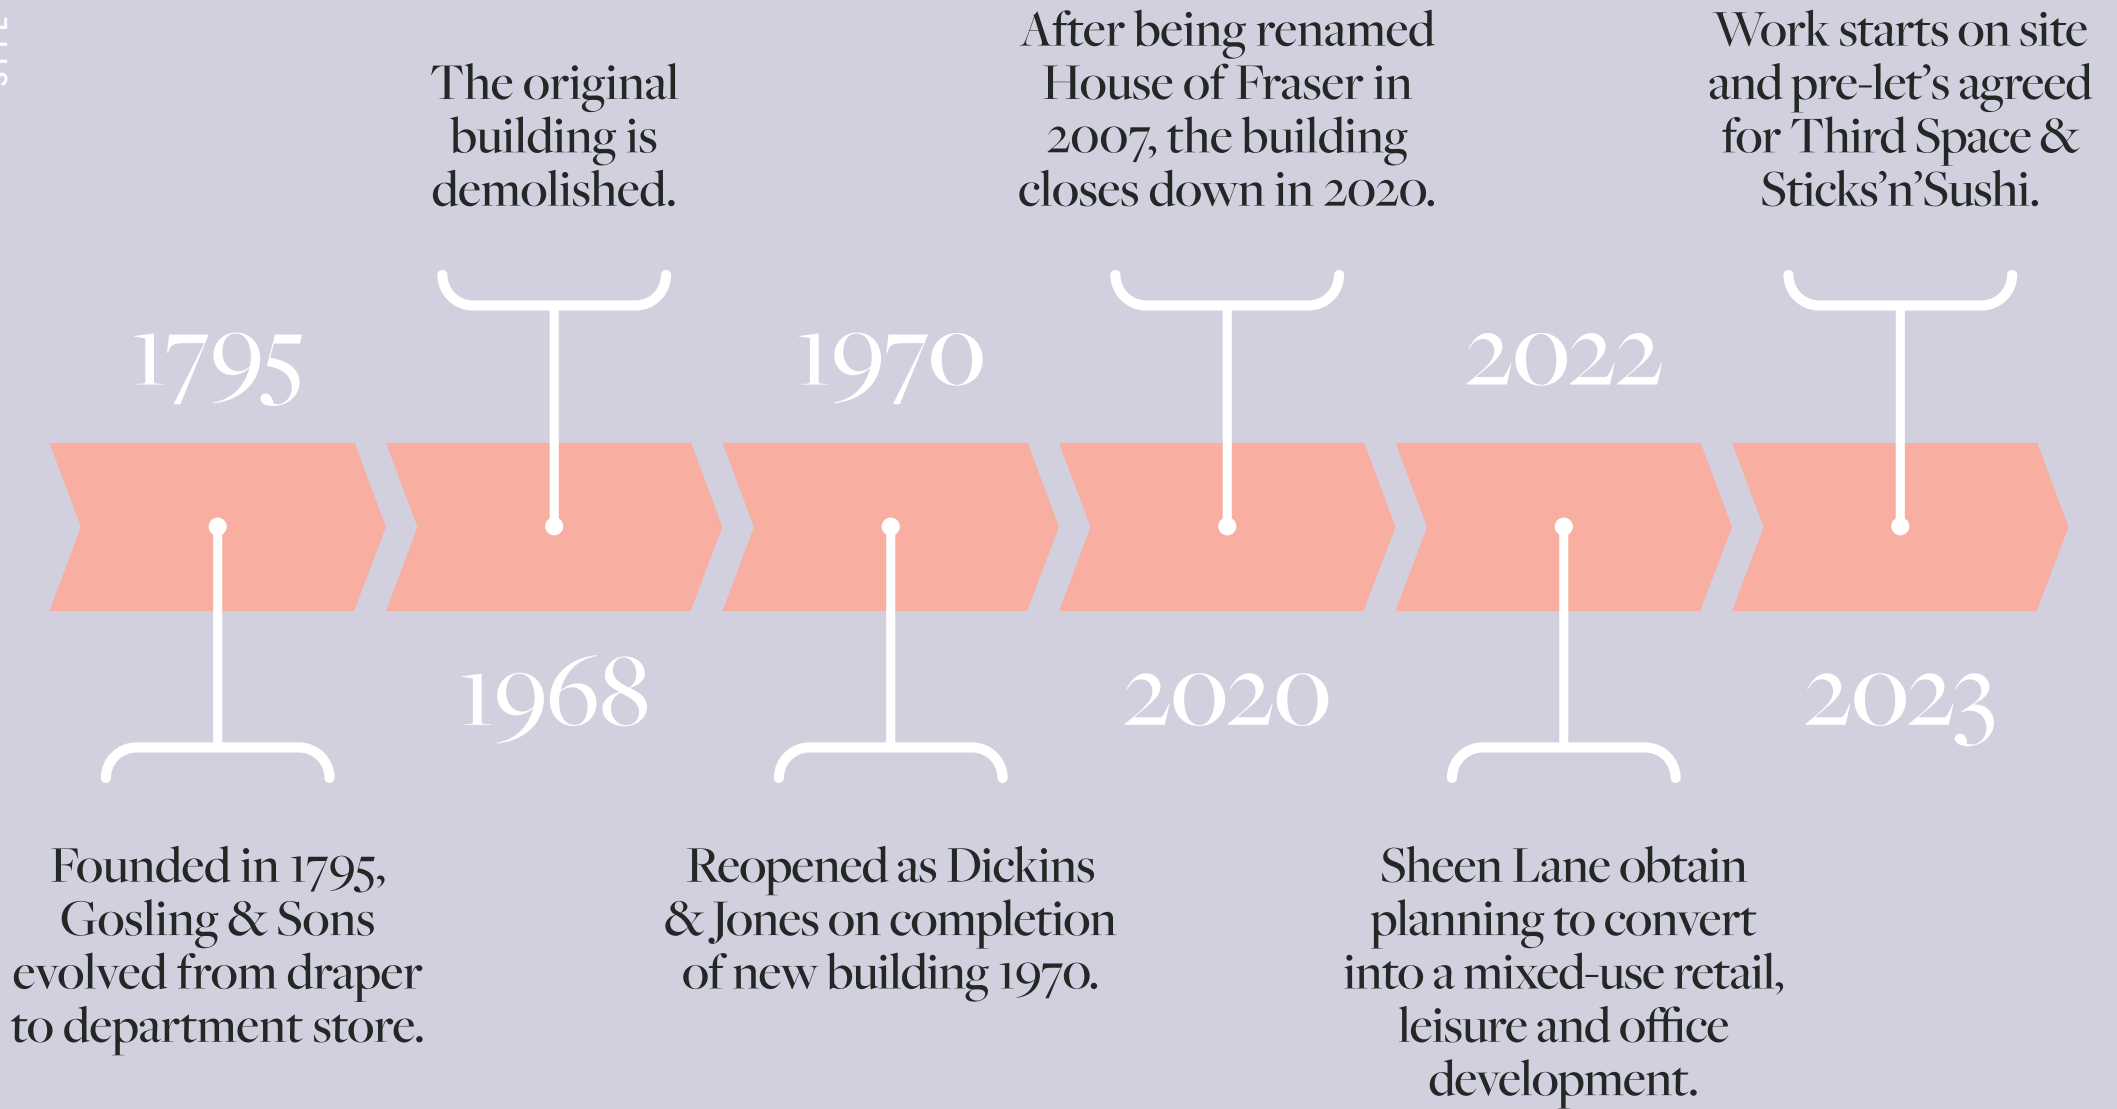 SITE
1795
Founded in 1795,
Gosling & Sons
evolved from draper
to department store.
The original
building is
demolished.
1968
1970
Reopened as Dickins
& Jones on completion
of new building 1970.
After being renamed
House of Fraser in
2007, the building
closes down in 2020.
2020
2022
Sheen Lane obtain
planning to convert
into a mixed-use retail,
leisure and office
development.
Work starts on site
and pre-let’s agreed
for Third Space &
Sticks’n’Sushi.
2023